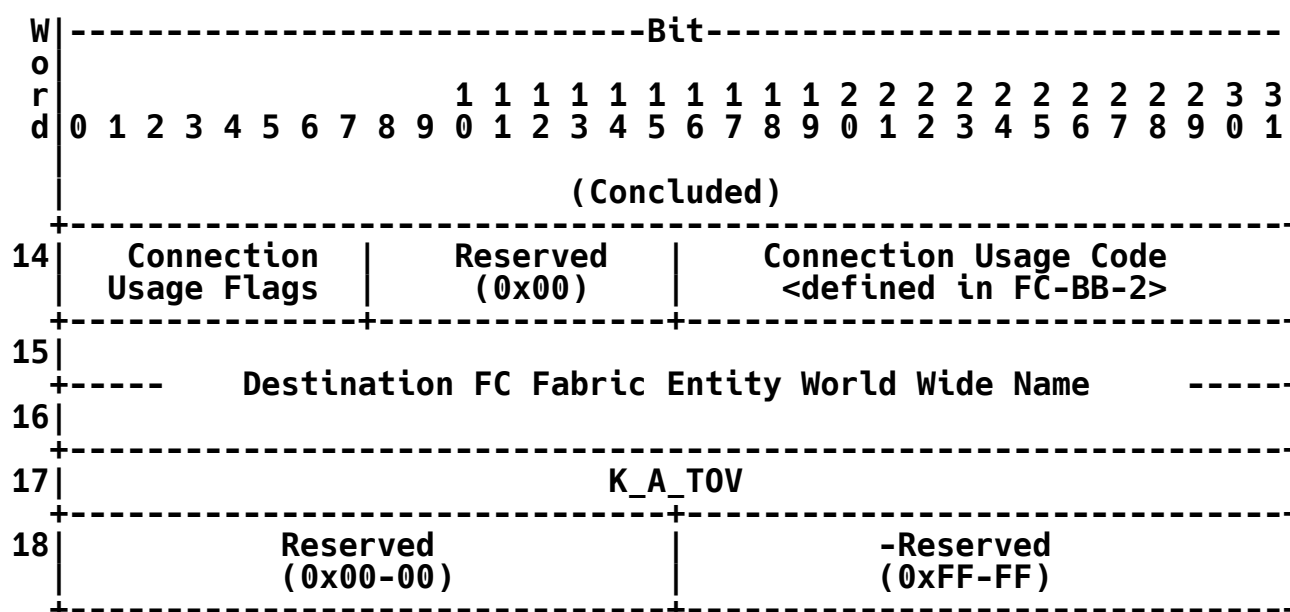 W|------------------------------Bit------------------------------
o|
r|                    1 1 1 1 1 1 1 1 1 1 2 2 2 2 2 2 2 2 2 2 3 3
d|0 1 2 3 4 5 6 7 8 9 0 1 2 3 4 5 6 7 8 9 0 1 2 3 4 5 6 7 8 9 0 1
 |
 |                          (Concluded)
 +----------------------------------------------------------------
14|   Connection  |    Reserved   |    Connection Usage Code
  |  Usage Flags  |     (0x00)    |     <defined in FC-BB-2>
  +---------------+---------------+--------------------------------
15|
  +-----    Destination FC Fabric Entity World Wide Name     ------
16|
  +----------------------------------------------------------------
17|                            K_A_TOV
  +-------------------------------+--------------------------------
18|           Reserved            |          -Reserved
  |           (0x00-00)           |          (0xFF-FF)
  +-------------------------------+--------------------------------